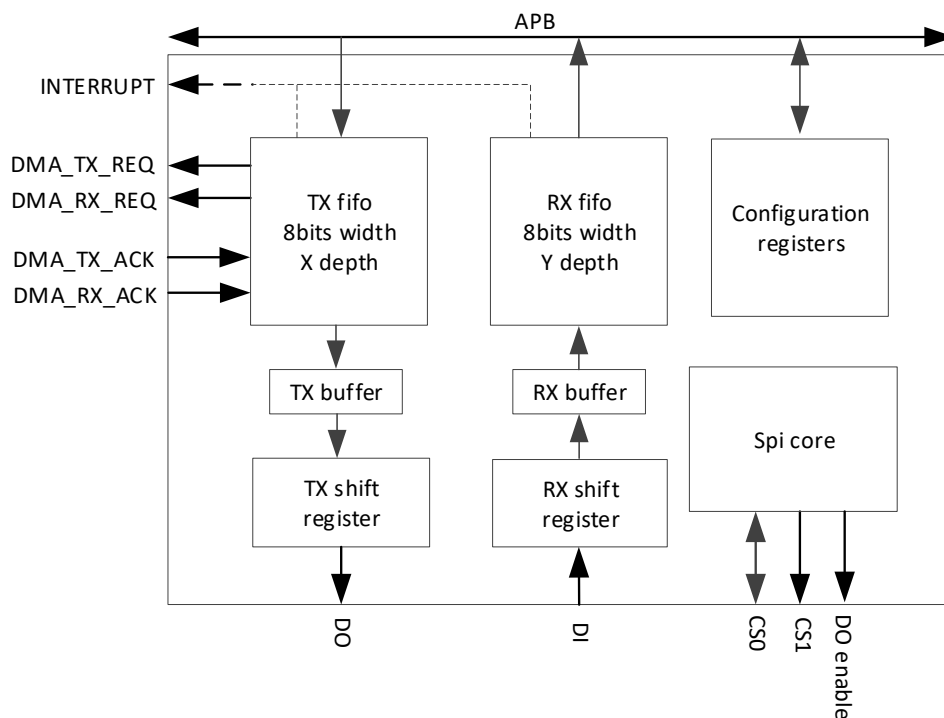 APB
INTERRUPT
DMA_TX_REQ
DMA_RX_REQ
DMA_TX_ACK
DMA_RX_ACK
TX fifo
8bits width
X depth
RX fifo
8bits width
Y depth
Configuration
registers
TX buffer
RX buffer
Spi core
TX shift
register
RX shift
register
DO
DI
CS0
CS1
DO enable